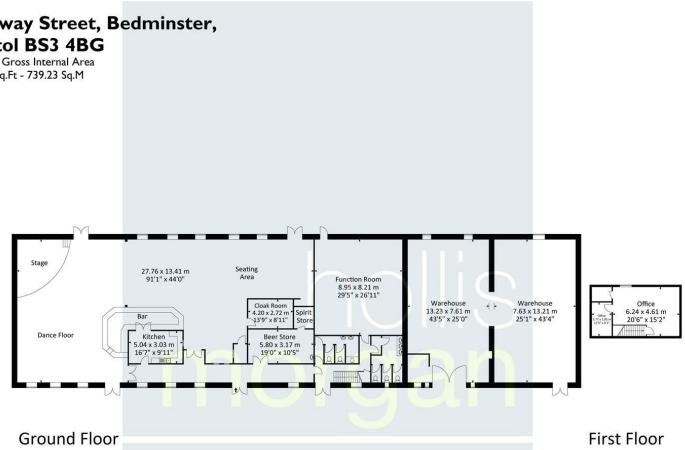 way Street, Bedminster,
tol BS3 4BG
Gross Internal Area
q.Ft - 739.23 Sq.M
Stage
27.76 x 13.41 m
91'1" x 44'0"
Seating
Area
Dance Floor
Bar
Kitchen
5.04 x 3.03 m
16'7" x 9'11"
Cloak Room
4.20 x 2.72 m
13'9" x 8'11"
Spirit
Store
Beer Store
5.80 x 3.17 m
19'0" x 10'5"
Function Room
8.95 x 8.21 m
29'5" x 26'11"
Warehouse
13.23 x 7.61 m
43'5" x 25'0"
Warehouse
7.63 x 13.21 m
25'1" x 43'4"
Office
Office
6.24 x 4.61 m
20'6" x 15'2"
hollis
morgan
Ground Floor
First Floor